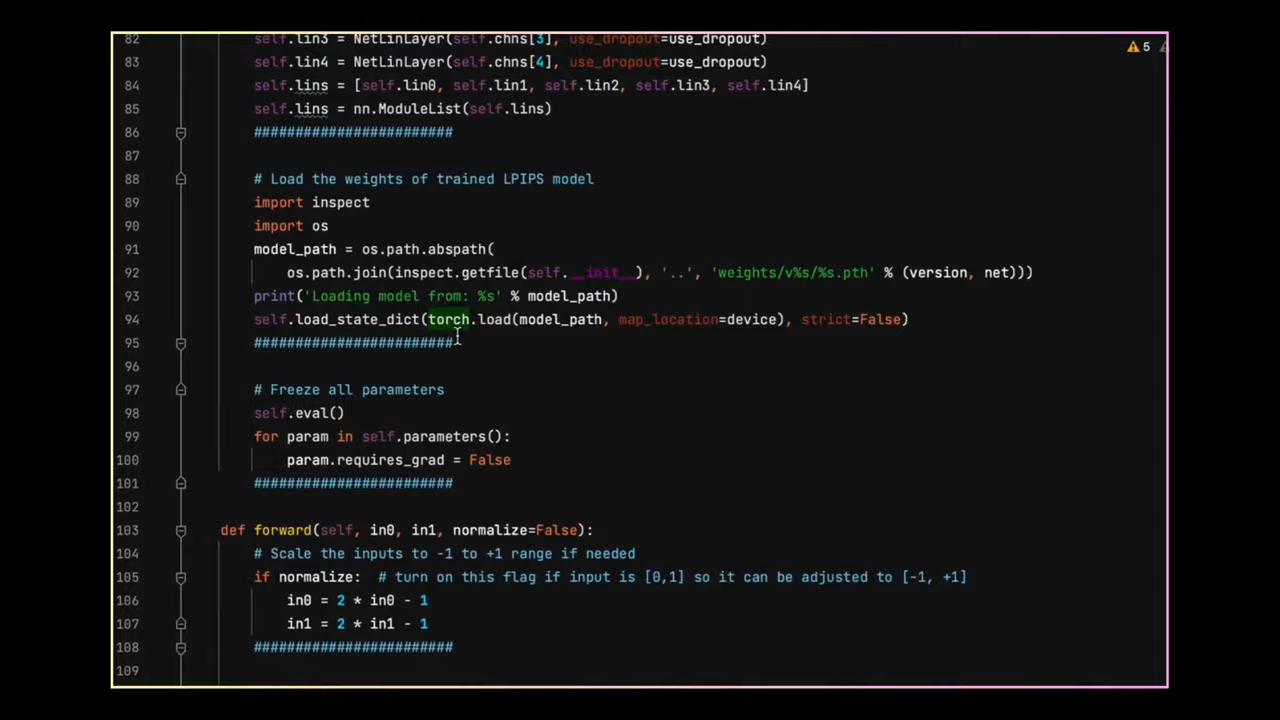 82 self.lin3 = NetLinLayer(self.chns[3], use_dropout=use_dropout)
5
83 self.lin4 = NetLinLayer(self.chns[4], use_dropout=use_dropout)
84 self.lins = [self.lin0, self.lin1, self.lin2, self.lin3, self.lin4]
85 self.lins = nn.ModuleList(self.lins)
86 ########################
87
88 # Load the weights of trained LPIPS model
89 import inspect
90 import os
91 model_path = os.path.abspath(
92 os.path.join(inspect.getfile(self.__init__), '..', 'weights/v%s/%s.pth' % (version, net)))
93 print('Loading model from: %s' % model_path)
94 self.load_state_dict(torch.load(model_path, map_location=device), strict=False)
95 ########################
96
97 # Freeze all parameters
98 self.eval()
99 for param in self.parameters():
100 param.requires_grad = False
101 ########################
102
103 def forward(self, in0, in1, normalize=False):
104 # Scale the inputs to -1 to +1 range if needed
105 if normalize:  # turn on this flag if input is [0,1] so it can be adjusted to [-1, +1]
106 in0 = 2 * in0 - 1
107 in1 = 2 * in1 - 1
108 ########################
109